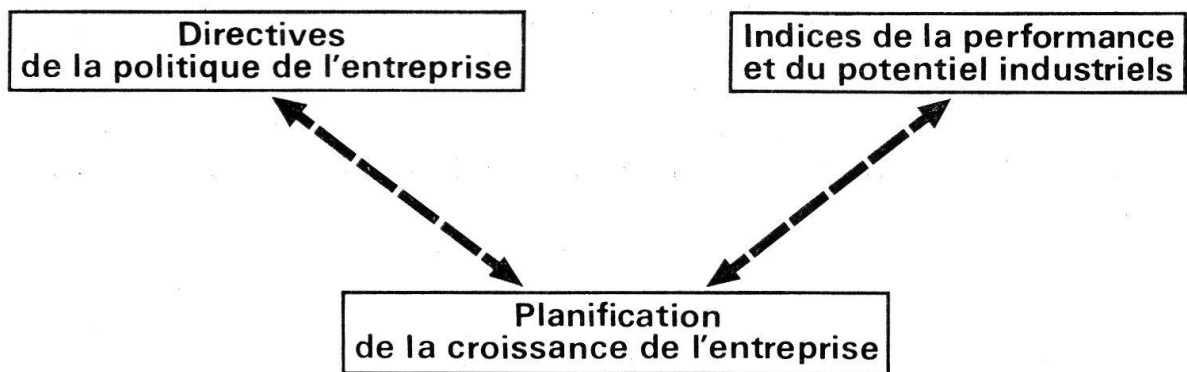 Directives
de la politique de l'entreprise
Indices de la performance
et du potentiel industriels
Planification
de la croissance de l'entreprise